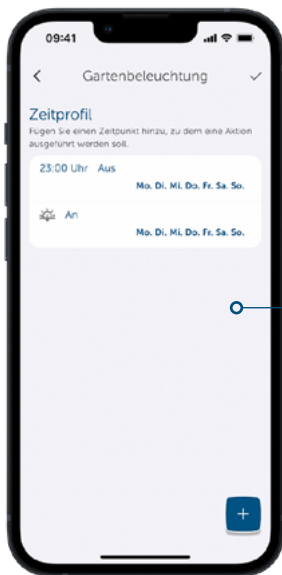 09:41
Gartenbeleuchtung
Zeitprofil
Fügen Sie einen Zeitpunkt hinzu, zu dem eine Aktion
ausgeführt werden soll.
23:00 Uhr Aus
Mo. Di. Mi. Do. Fr. Sa. So.
An
Mo. Di. Mi. Do. Fr. Sa. So.
+